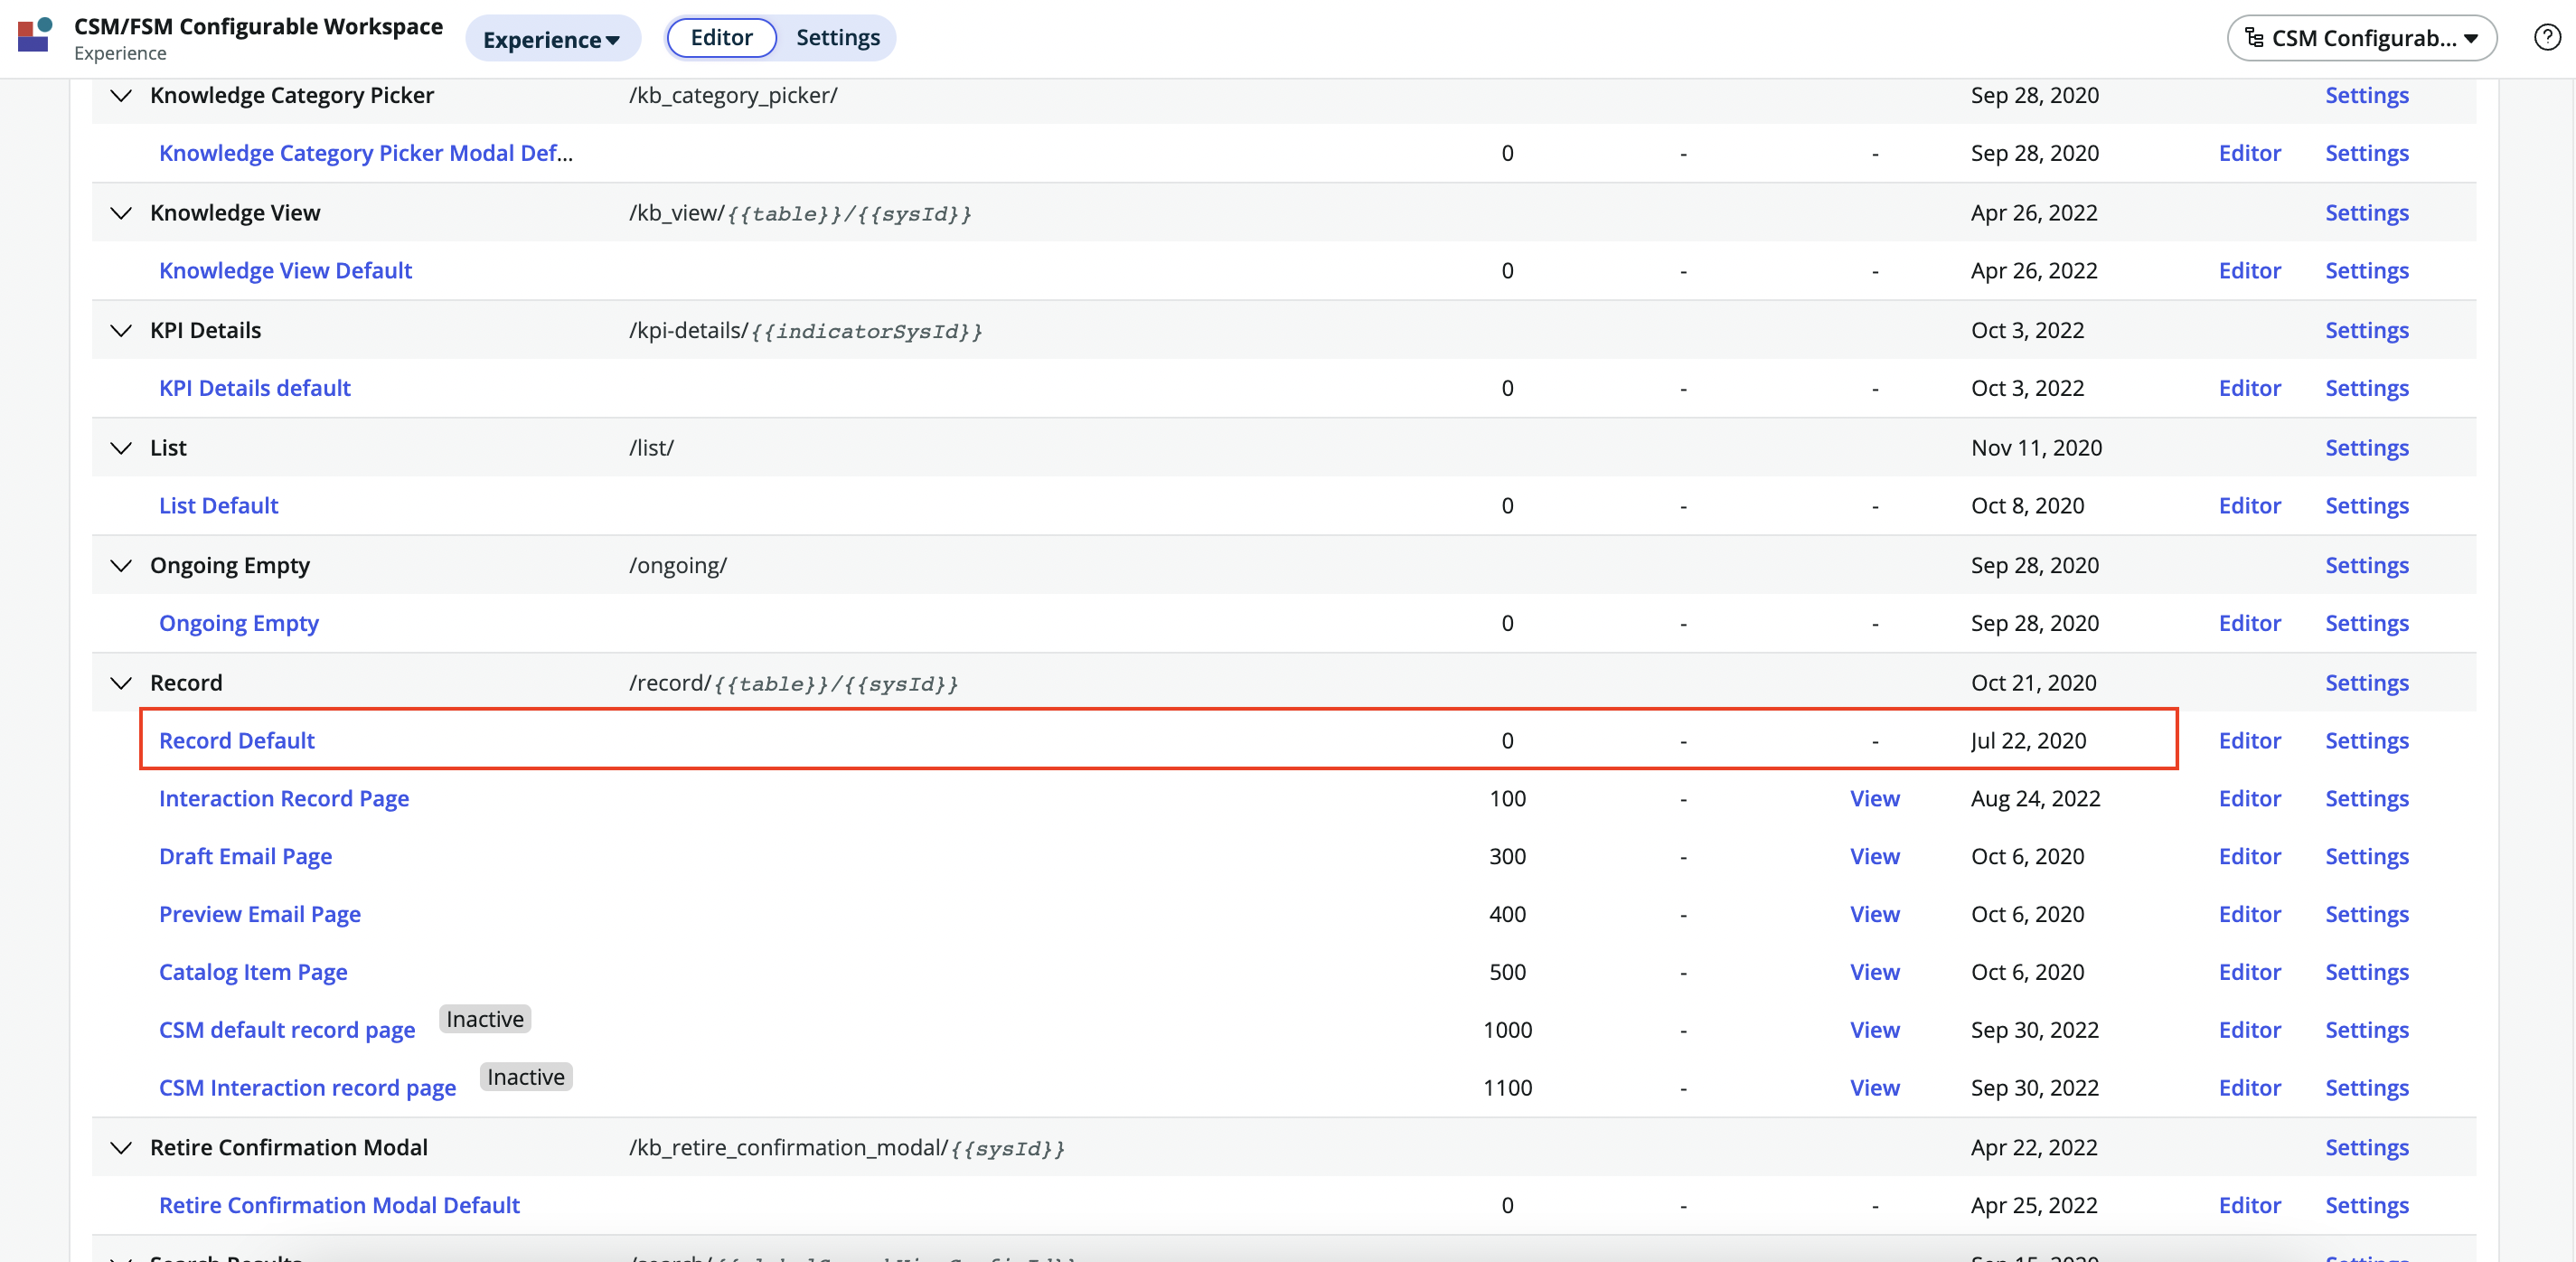 CSM/FSM Configurable Workspace
Experience
Experience
Editor
Settings
CSM Configurab...
Knowledge Category Picker /kb_category_picker/ Sep 28, 2020 Settings
Knowledge Category Picker Modal Def... 0 - - Sep 28, 2020 Editor Settings
Knowledge View /kb_view/{{table}}/{{sysId}} Apr 26, 2022 Settings
Knowledge View Default 0 - - Apr 26, 2022 Editor Settings
KPI Details /kpi-details/{{indicatorSysId}} Oct 3, 2022 Settings
KPI Details default 0 - - Oct 3, 2022 Editor Settings
List /list/ Nov 11, 2020 Settings
List Default 0 - - Oct 8, 2020 Editor Settings
Ongoing Empty /ongoing/ Sep 28, 2020 Settings
Ongoing Empty 0 - - Sep 28, 2020 Editor Settings
Record /record/{{table}}/{{sysId}} Oct 21, 2020 Settings
Record Default 0 - - Jul 22, 2020 Editor Settings
Interaction Record Page 100 - View Aug 24, 2022 Editor Settings
Draft Email Page 300 - View Oct 6, 2020 Editor Settings
Preview Email Page 400 - View Oct 6, 2020 Editor Settings
Catalog Item Page 500 - View Oct 6, 2020 Editor Settings
CSM default record page Inactive 1000 - View Sep 30, 2022 Editor Settings
CSM Interaction record page Inactive 1100 - View Sep 30, 2022 Editor Settings
Retire Confirmation Modal /kb_retire_confirmation_modal/{{sysId}} Apr 22, 2022 Settings
Retire Confirmation Modal Default 0 - - Apr 25, 2022 Editor Settings
Search Results